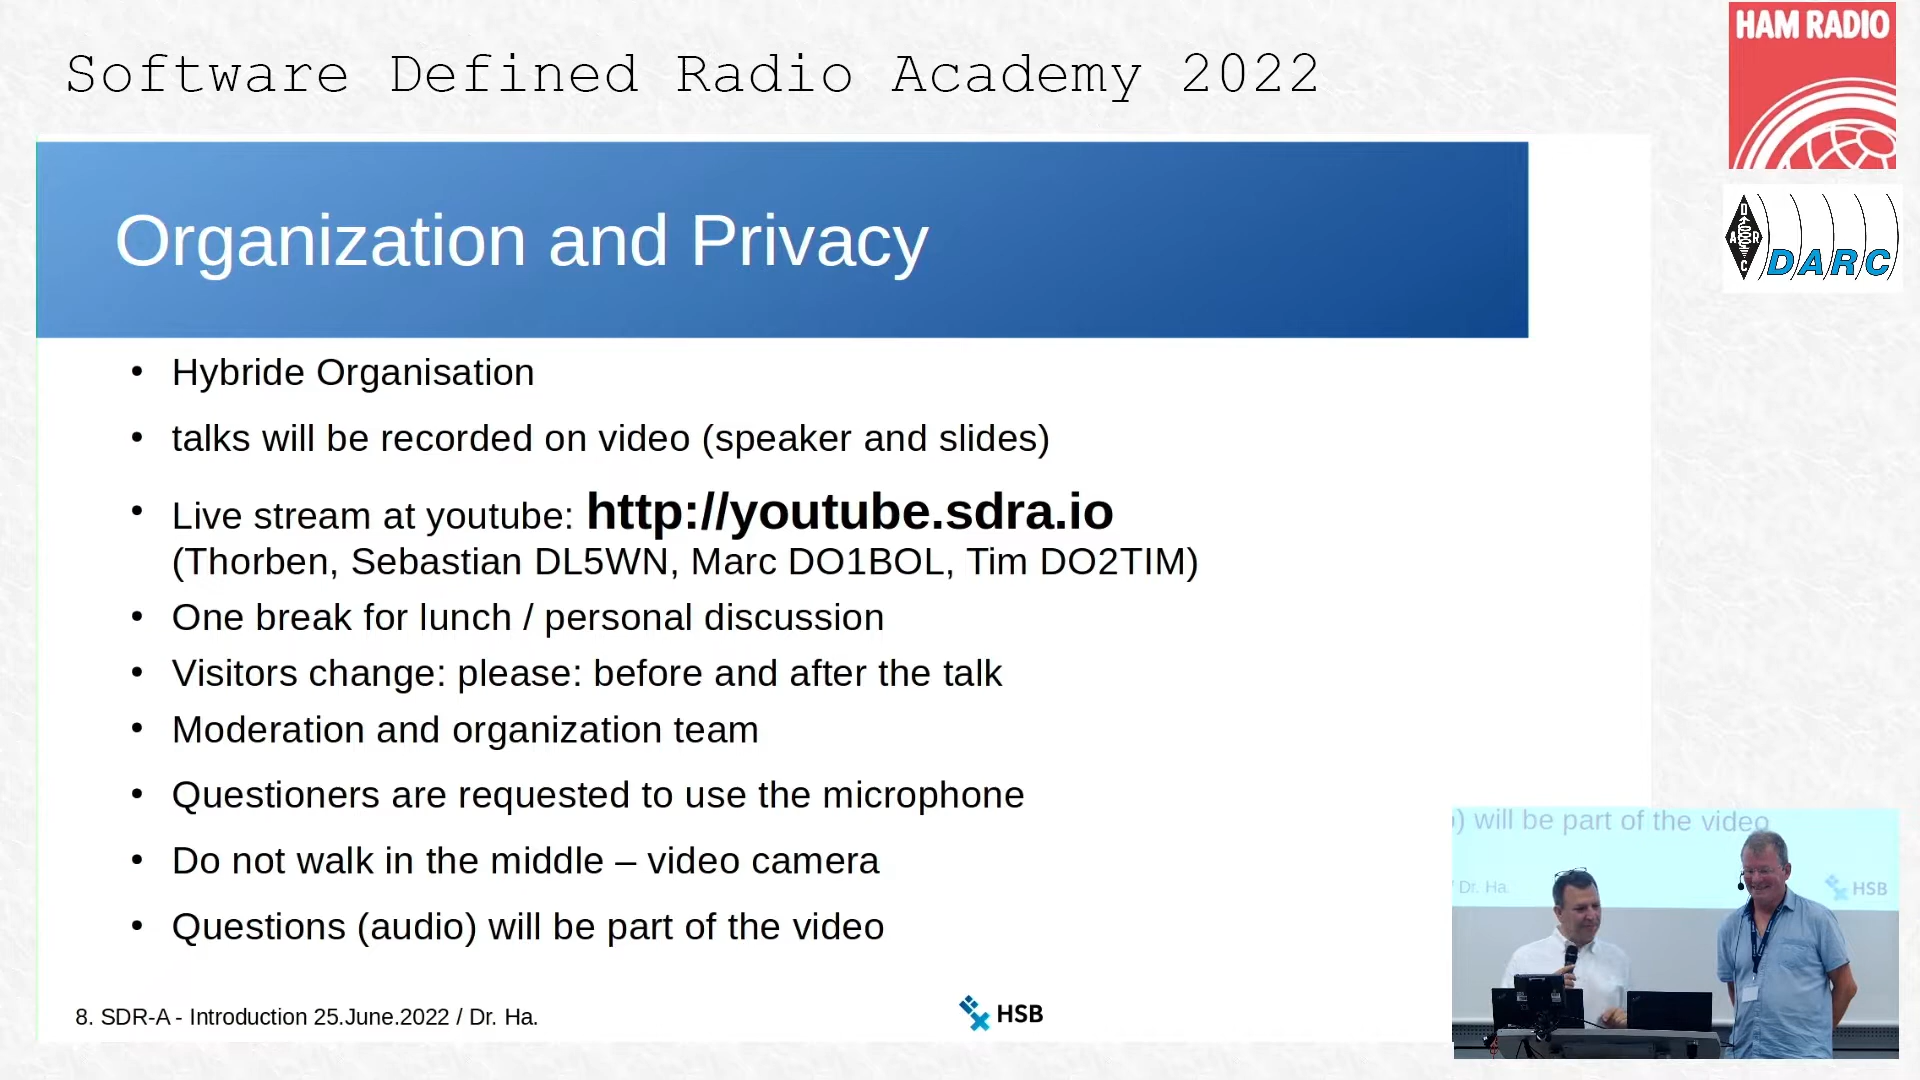 Software Defined Radio Academy 2022
HAM RADIO
D
A R
C
DARC
Organization and Privacy
• Hybride Organisation
• talks will be recorded on video (speaker and slides)
• Live stream at youtube: http://youtube.sdra.io
(Thorben, Sebastian DL5WN, Marc DO1BOL, Tim DO2TIM)
• One break for lunch / personal discussion
• Visitors change: please: before and after the talk
• Moderation and organization team
• Questioners are requested to use the microphone
• Do not walk in the middle – video camera
• Questions (audio) will be part of the video
8. SDR-A - Introduction 25.June.2022 / Dr. Ha.
HSB
) will be part of the video
/ Dr. Ha.
HSB